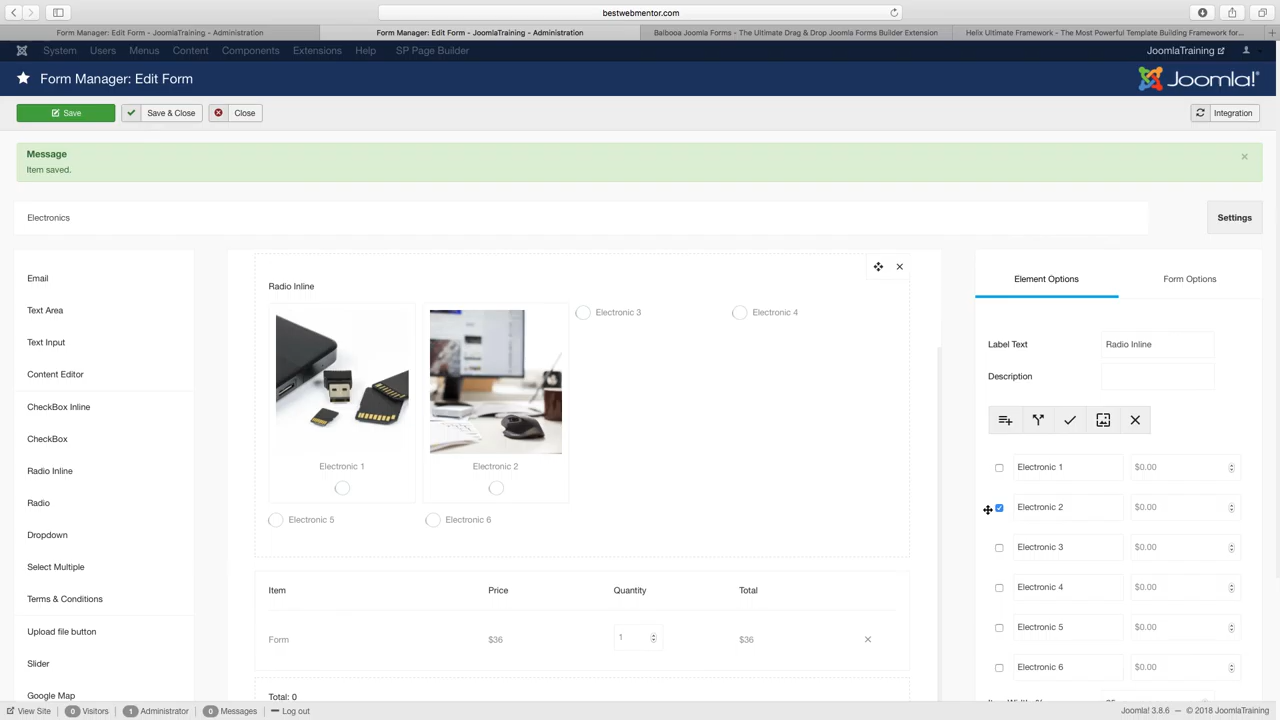 bestwebmentor.com
Form Manager: Edit Form - JoomlaTraining - Administration
Form Manager: Edit Form - JoomlaTraining - Administration
Balbooa Joomla Forms - The Ultimate Drag & Drop Joomla Forms Builder Extension
Helix Ultimate Framework - The Most Powerful Template Building Framework for...
System Users Menus Content Components Extensions Help SP Page Builder
JoomlaTraining
Form Manager: Edit Form
Joomla!
Save
Save & Close
Close
Integration
Message
Item saved.
Electronics
Settings
Email
Text Area
Text Input
Content Editor
CheckBox Inline
CheckBox
Radio Inline
Radio
Dropdown
Select Multiple
Terms & Conditions
Upload file button
Slider
Google Map
Radio Inline
Electronic 3
Electronic 4
Electronic 1
Electronic 2
Electronic 5
Electronic 6
Item Price Quantity Total
Form $36 1 $36
Total: 0
Element Options
Form Options
Label Text Radio Inline
Description
Electronic 1 $0.00
Electronic 2 $0.00
Electronic 3 $0.00
Electronic 4 $0.00
Electronic 5 $0.00
Electronic 6 $0.00
View Site 0 Visitors 1 Administrator 0 Messages Log out
Joomla! 3.8.6 — © 2018 JoomlaTraining